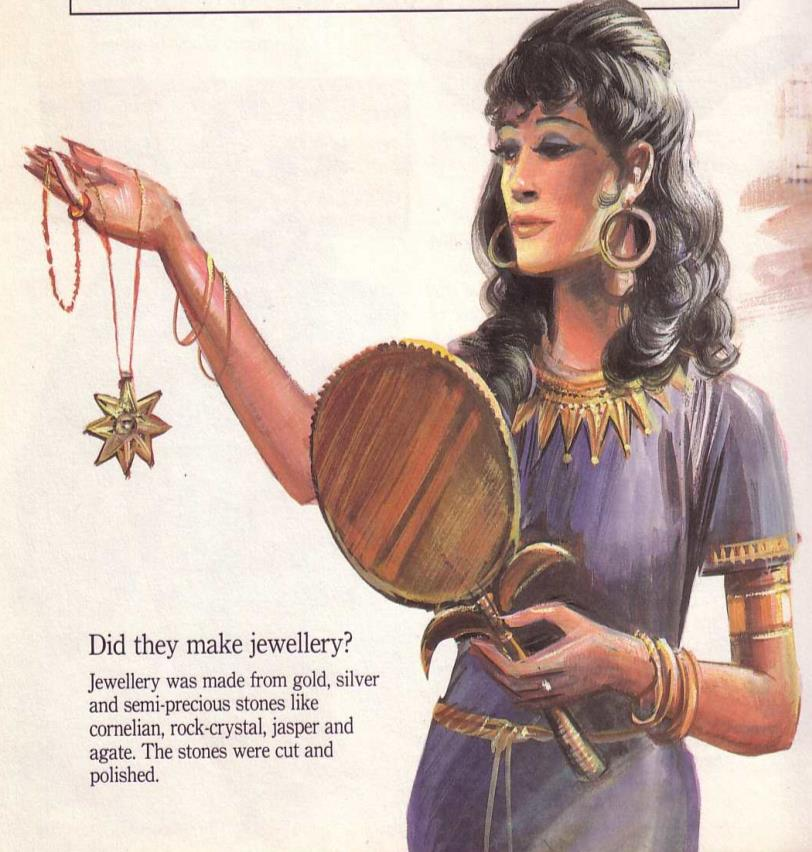 Did they make jewellery?
Jewellery was made from gold, silver
and semi-precious stones like
cornelian, rock-crystal, jasper and
agate. The stones were cut and
polished.